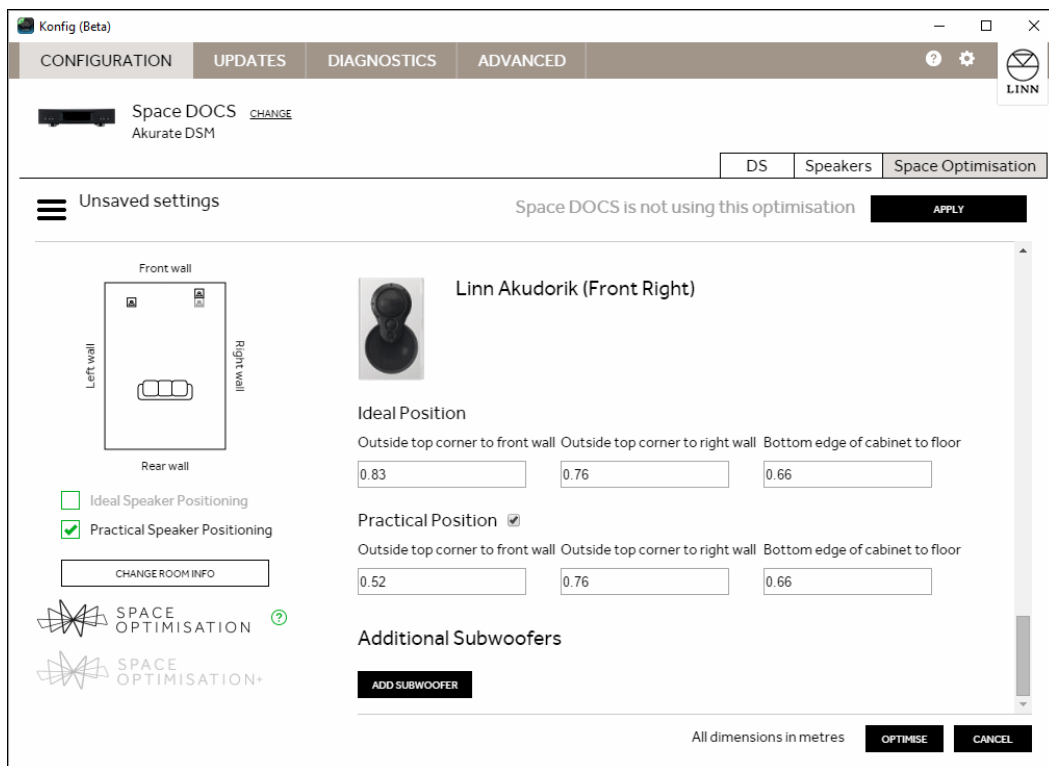 Konfig (Beta)
CONFIGURATION UPDATES DIAGNOSTICS ADVANCED
?
LINN
Space DOCS CHANGE
Akurate DSM
DS Speakers Space Optimisation
Unsaved settings
Space DOCS is not using this optimisation APPLY
Front wall
Left wall
Right wall
Rear wall
Ideal Speaker Positioning
Practical Speaker Positioning
CHANGE ROOM INFO
SPACE
OPTIMISATION ?
SPACE
OPTIMISATION+
Linn Akudorik (Front Right)
Ideal Position
Outside top corner to front wall Outside top corner to right wall Bottom edge of cabinet to floor
0.83 0.76 0.66
Practical Position
Outside top corner to front wall Outside top corner to right wall Bottom edge of cabinet to floor
0.52 0.76 0.66
Additional Subwoofers
ADD SUBWOOFER
All dimensions in metres OPTIMISE CANCEL